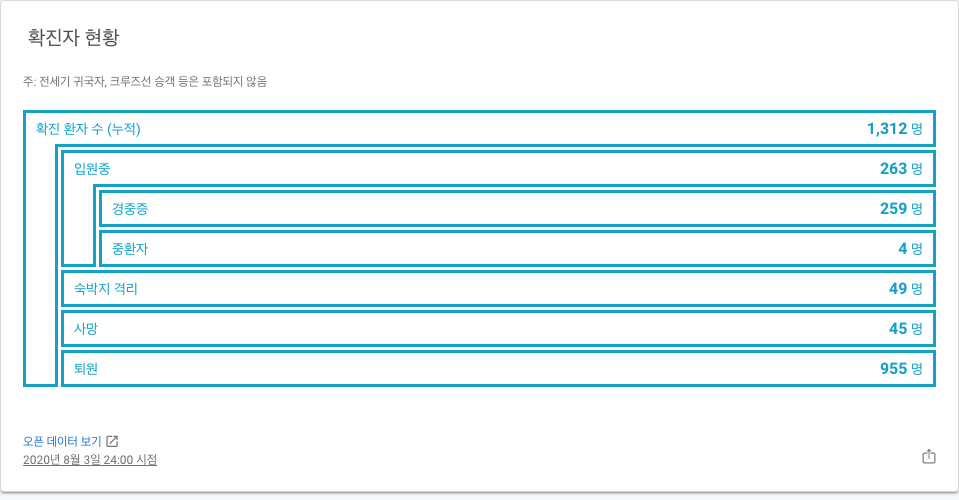 확진자 현황
주: 전세기 귀국자, 크루즈선 승객 등은 포함되지 않음
확진 환자 수 (누적) 1,312 명
입원중 263 명
경중증 259 명
중환자 4 명
숙박지 격리 49 명
사망 45 명
퇴원 955 명
오픈 데이터 보기
2020년 8월 3일 24:00 시점